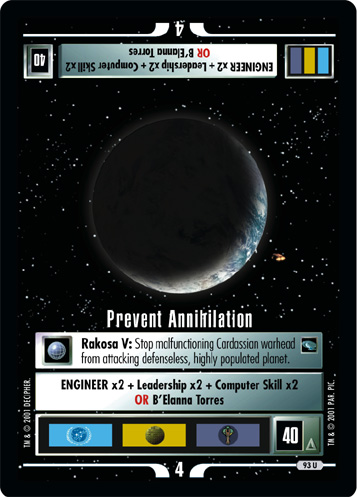 4
40
ENGINEER x2 + Leadership x2 + Computer Skill x2
OR B'Elanna Torres
Prevent Annihilation
Rakosa V: Stop malfunctioning Cardassian warhead
from attacking defenseless, highly populated planet.
ENGINEER x2 + Leadership x2 + Computer Skill x2
OR B'Elanna Torres
40
TM & © 2001 DECIPHER.
TM & © 2001 PAR. PIC.
4
93 U